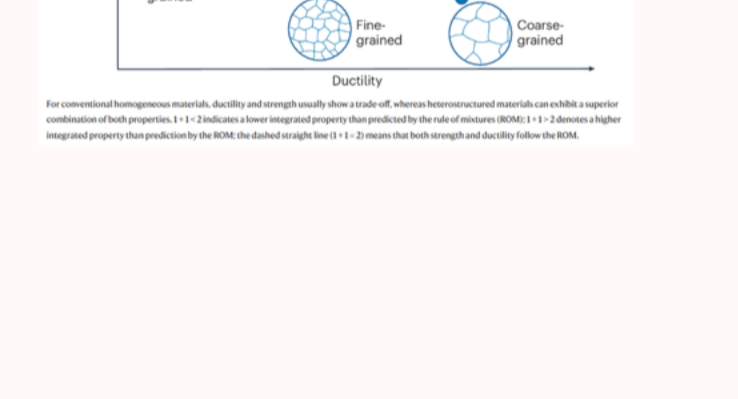 Fine-
grained
Coarse-
grained
Ductility
For conventional homogeneous materials, ductility and strength usually show a trade-off, whereas heterostructured materials can exhibit a superior
combination of both properties. 1 + 1 < 2 indicates a lower integrated property than predicted by the rule of mixtures (ROM); 1 + 1 > 2 denotes a higher
integrated property than prediction by the ROM; the dashed straight line (1 + 1 = 2) means that both strength and ductility follow the ROM.